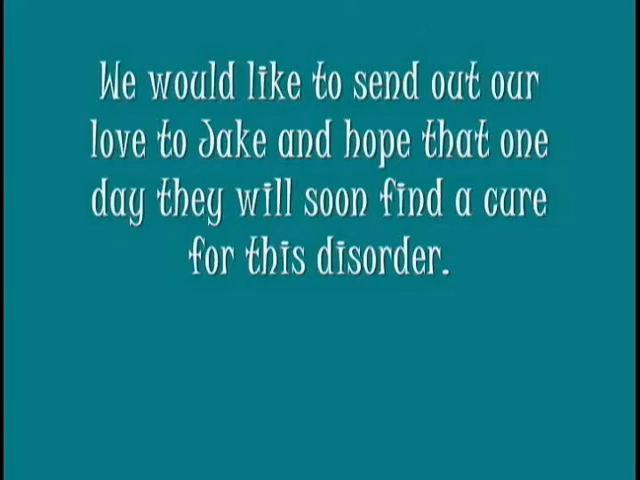 We would like to send out our
love to Jake and hope that one
day they will soon find a cure
for this disorder.